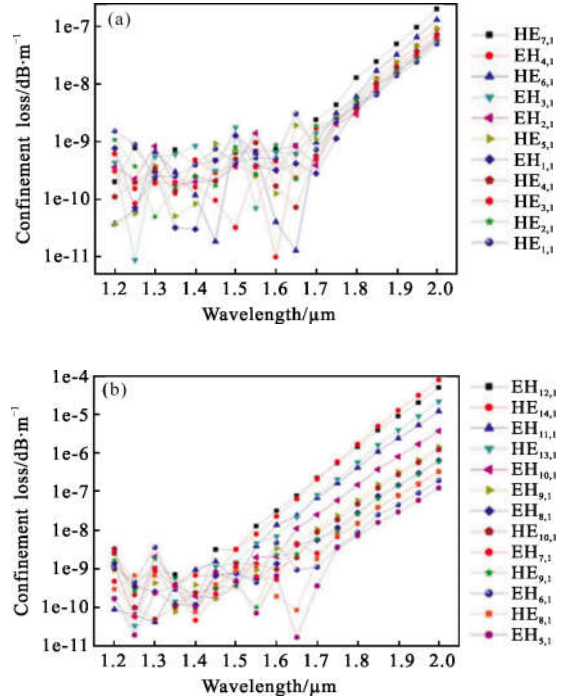 (a)
Confinement loss/dB·m⁻¹
1e-7
1e-8
1e-9
1e-10
1e-11
1.2 1.3 1.4 1.5 1.6 1.7 1.8 1.9 2.0
Wavelength/μm
HE7,1
EH4,1
HE6,1
EH3,1
EH2,1
HE5,1
EH1,1
HE4,1
HE3,1
HE2,1
HE1,1
(b)
Confinement loss/dB·m⁻¹
1e-4
1e-5
1e-6
1e-7
1e-8
1e-9
1e-10
1e-11
1.2 1.3 1.4 1.5 1.6 1.7 1.8 1.9 2.0
Wavelength/μm
EH12,1
HE14,1
EH11,1
HE13,1
EH10,1
EH9,1
EH8,1
HE10,1
EH7,1
HE9,1
EH6,1
HE8,1
EH5,1